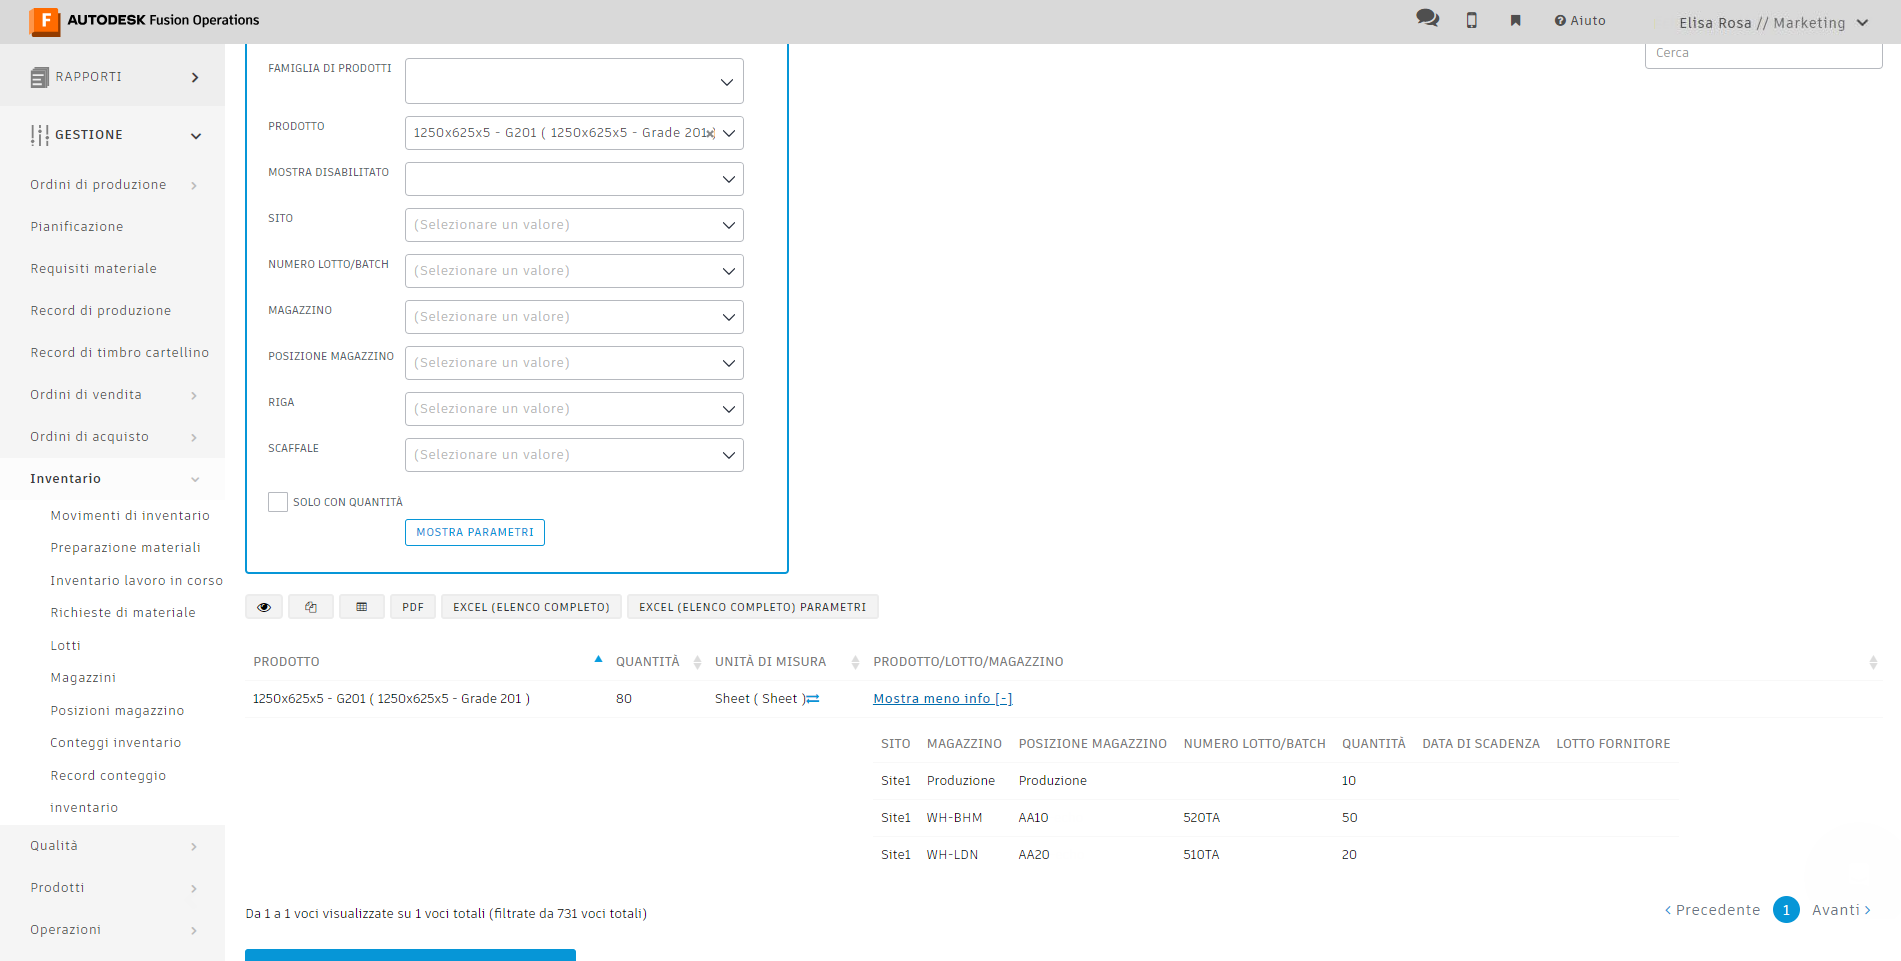 F AUTODESK Fusion Operations
Aiuto
Elisa Rosa // Marketing
Cerca
RAPPORTI
GESTIONE
Ordini di produzione
Pianificazione
Requisiti materiale
Record di produzione
Record di timbro cartellino
Ordini di vendita
Ordini di acquisto
Inventario
Movimenti di inventario
Preparazione materiali
Inventario lavoro in corso
Richieste di materiale
Lotti
Magazzini
Posizioni magazzino
Conteggi inventario
Record conteggio
inventario
Qualità
Prodotti
Operazioni
FAMIGLIA DI PRODOTTI
PRODOTTO 1250x625x5 - G201 ( 1250x625x5 - Grade 201 )
MOSTRA DISABILITATO
SITO (Selezionare un valore)
NUMERO LOTTO/BATCH (Selezionare un valore)
MAGAZZINO (Selezionare un valore)
POSIZIONE MAGAZZINO (Selezionare un valore)
RIGA (Selezionare un valore)
SCAFFALE (Selezionare un valore)
SOLO CON QUANTITÀ
MOSTRA PARAMETRI
PDF EXCEL (ELENCO COMPLETO) EXCEL (ELENCO COMPLETO) PARAMETRI
PRODOTTO QUANTITÀ UNITÀ DI MISURA PRODOTTO/LOTTO/MAGAZZINO
1250x625x5 - G201 ( 1250x625x5 - Grade 201 ) 80 Sheet ( Sheet ) Mostra meno info [-]
SITO MAGAZZINO POSIZIONE MAGAZZINO NUMERO LOTTO/BATCH QUANTITÀ DATA DI SCADENZA LOTTO FORNITORE
Site1 Produzione Produzione 10
Site1 WH-BHM AA10 520TA 50
Site1 WH-LDN AA20 510TA 20
Da 1 a 1 voci visualizzate su 1 voci totali (filtrate da 731 voci totali)
< Precedente 1 Avanti >